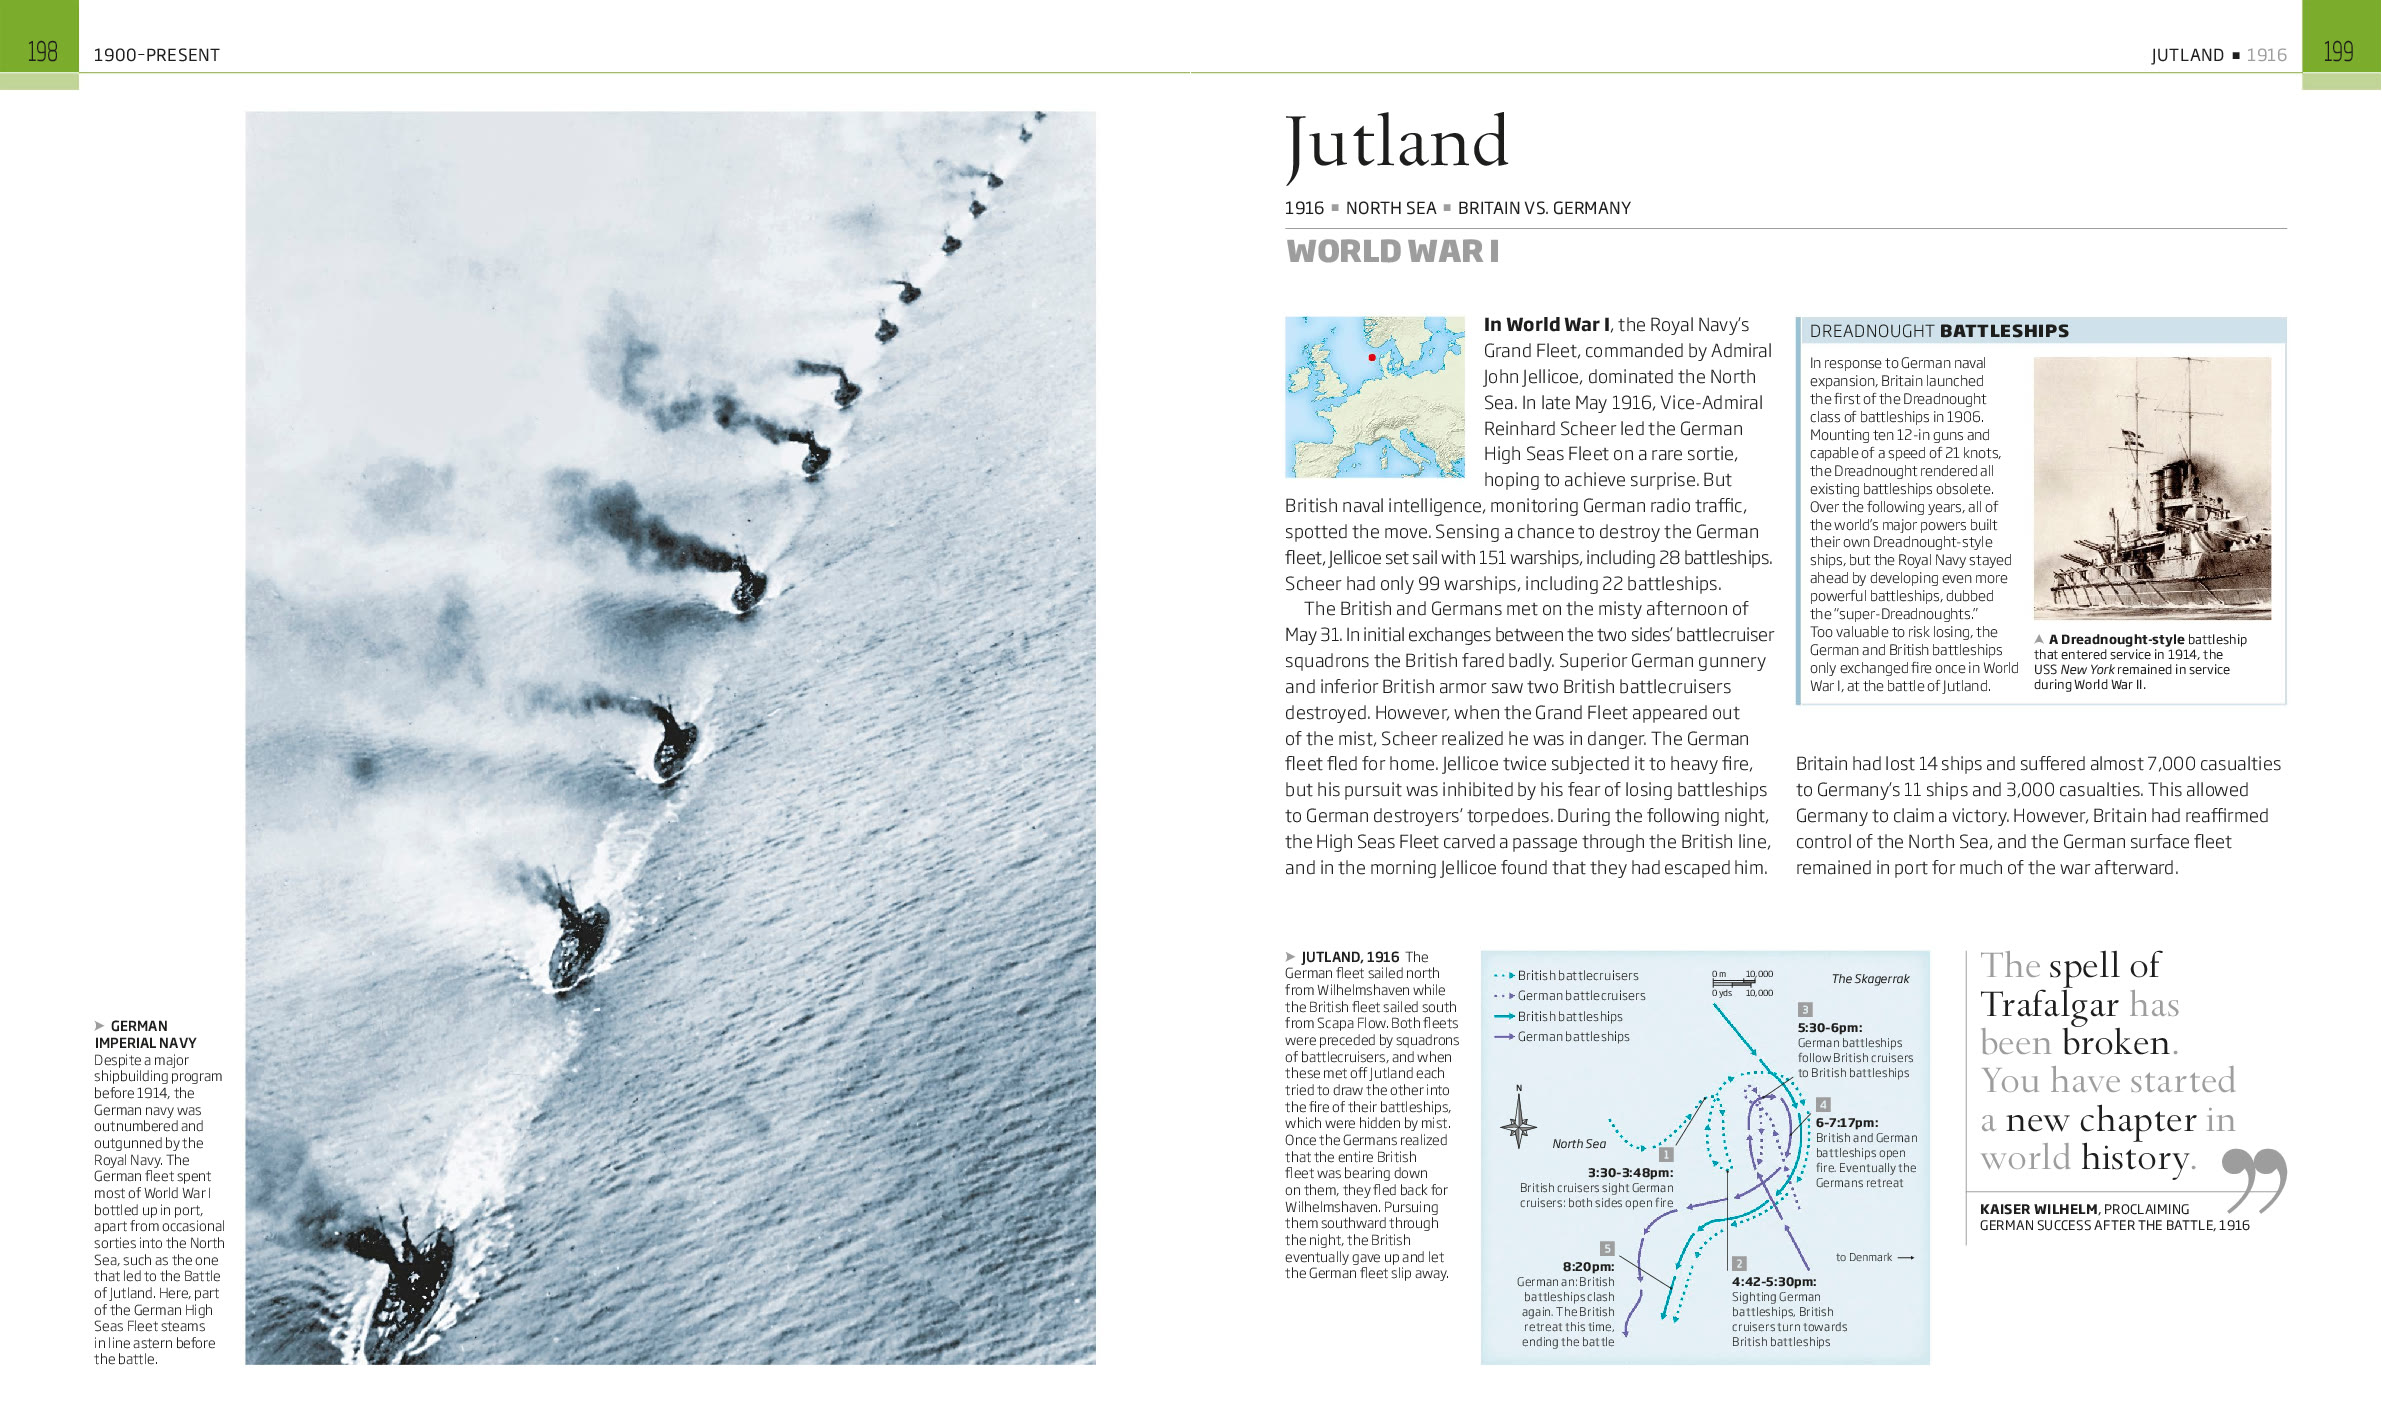 198
1900–PRESENT
JUTLAND ■ 1916
199
➤ GERMAN
IMPERIAL NAVY
Despite a major
shipbuilding program
before 1914, the
German navy was
outnumbered and
outgunned by the
Royal Navy. The
German fleet spent
most of World War I
bottled up in port,
apart from occasional
sorties into the North
Sea, such as the one
that led to the Battle
of Jutland. Here, part
of the German High
Seas Fleet steams
in line astern before
the battle.
Jutland
1916 ■ NORTH SEA ■ BRITAIN VS. GERMANY
WORLD WAR I
In World War I, the Royal Navy’s
Grand Fleet, commanded by Admiral
John Jellicoe, dominated the North
Sea. In late May 1916, Vice-Admiral
Reinhard Scheer led the German
High Seas Fleet on a rare sortie,
hoping to achieve surprise. But
British naval intelligence, monitoring German radio traffic,
spotted the move. Sensing a chance to destroy the German
fleet, Jellicoe set sail with 151 warships, including 28 battleships.
Scheer had only 99 warships, including 22 battleships.
The British and Germans met on the misty afternoon of
May 31. In initial exchanges between the two sides’ battlecruiser
squadrons the British fared badly. Superior German gunnery
and inferior British armor saw two British battlecruisers
destroyed. However, when the Grand Fleet appeared out
of the mist, Scheer realized he was in danger. The German
fleet fled for home. Jellicoe twice subjected it to heavy fire,
but his pursuit was inhibited by his fear of losing battleships
to German destroyers’ torpedoes. During the following night,
the High Seas Fleet carved a passage through the British line,
and in the morning Jellicoe found that they had escaped him.
DREADNOUGHT BATTLESHIPS
In response to German naval
expansion, Britain launched
the first of the Dreadnought
class of battleships in 1906.
Mounting ten 12-in guns and
capable of a speed of 21 knots,
the Dreadnought rendered all
existing battleships obsolete.
Over the following years, all of
the world’s major powers built
their own Dreadnought-style
ships, but the Royal Navy stayed
ahead by developing even more
powerful battleships, dubbed
the “super-Dreadnoughts.”
Too valuable to risk losing, the
German and British battleships
only exchanged fire once in World
War I, at the battle of Jutland.
▲ A Dreadnought-style battleship
that entered service in 1914, the
USS New York remained in service
during World War II.
Britain had lost 14 ships and suffered almost 7,000 casualties
to Germany’s 11 ships and 3,000 casualties. This allowed
Germany to claim a victory. However, Britain had reaffirmed
control of the North Sea, and the German surface fleet
remained in port for much of the war afterward.
➤ JUTLAND, 1916 The
German fleet sailed north
from Wilhelmshaven while
the British fleet sailed south
from Scapa Flow. Both fleets
were preceded by squadrons
of battlecruisers, and when
these met off Jutland each
tried to draw the other into
the fire of their battleships,
which were hidden by mist.
Once the Germans realized
that the entire British
fleet was bearing down
on them, they fled back for
Wilhelmshaven. Pursuing
them southward through
the night, the British
eventually gave up and let
the German fleet slip away.
British battlecruisers
German battlecruisers
British battleships
German battleships
0 m 10,000
0 yds 10,000
The Skagerrak
3
5:30–6pm:
German battleships
follow British cruisers
to British battleships
N
North Sea
4
6–7:17pm:
British and German
battleships open
fire. Eventually the
Germans retreat
1
3:30–3:48pm:
British cruisers sight German
cruisers: both sides open fire
5
8:20pm:
German an: British
battleships clash
again. The British
retreat this time,
ending the battle
2
4:42–5:30pm:
Sighting German
battleships, British
cruisers turn towards
British battleships
to Denmark
The spell of
Trafalgar has
been broken.
You have started
a new chapter in
world history.
”
KAISER WILHELM, PROCLAIMING
GERMAN SUCCESS AFTER THE BATTLE, 1916